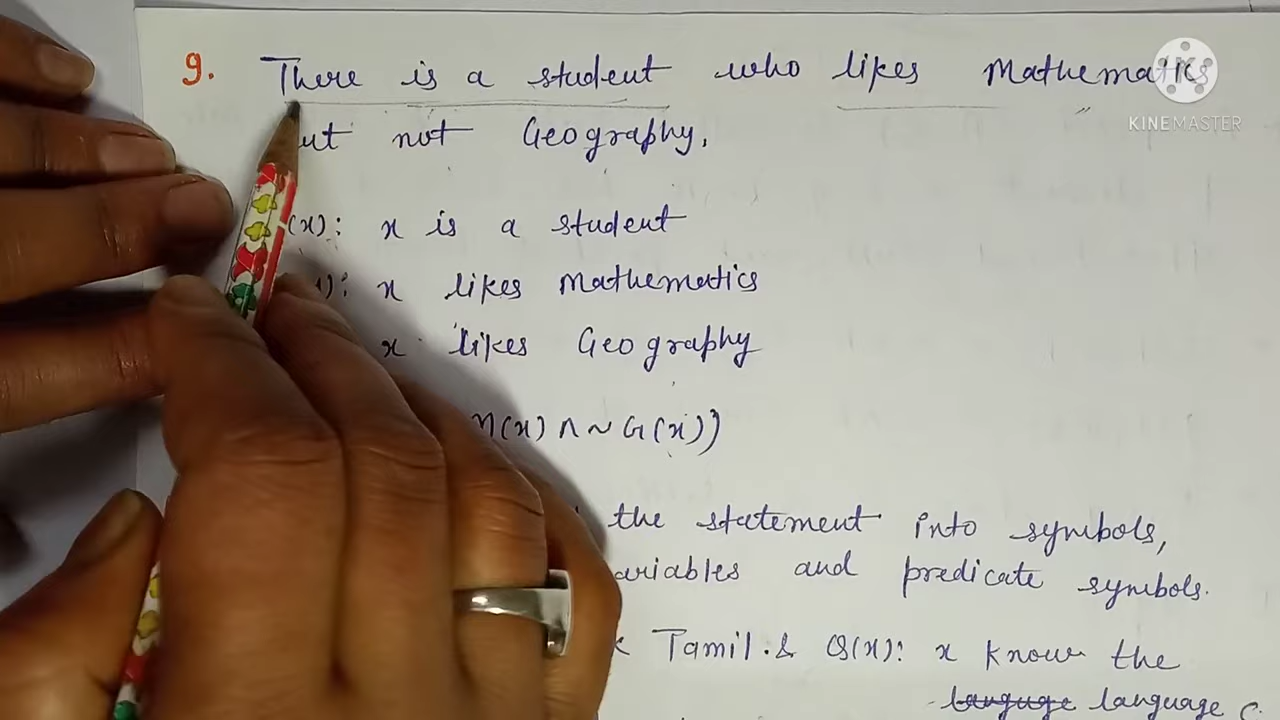 9. There is a student who likes Mathematics
but not Geography.
(x): x is a student
): x likes Mathematics
x likes Geography
M(x) ∧ ~ G(x))
the statement into symbols,
ariables and predicate symbols.
Tamil. & Q(x): x know the
language C.
KINEMASTER